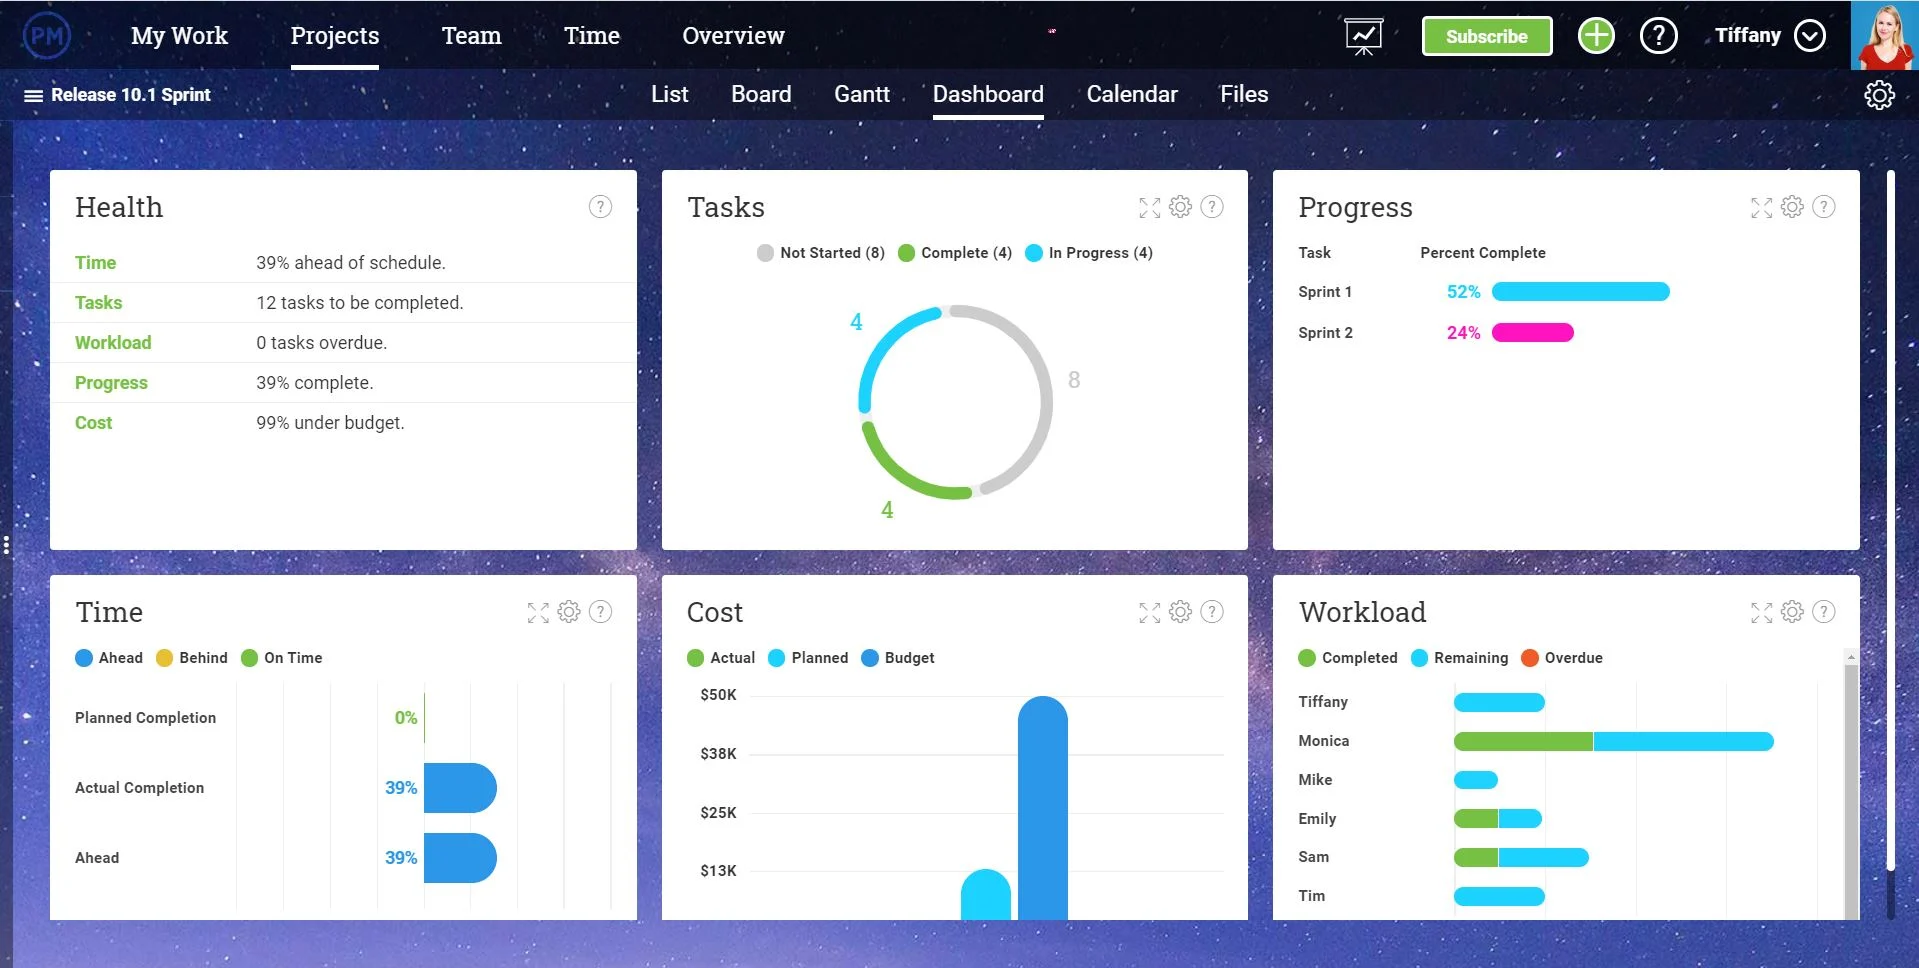 PM My Work Projects Team Time Overview Subscribe ? Tiffany
Release 10.1 Sprint List Board Gantt Dashboard Calendar Files
Health ?
Time 39% ahead of schedule.
Tasks 12 tasks to be completed.
Workload 0 tasks overdue.
Progress 39% complete.
Cost 99% under budget.
Tasks ?
Not Started (8) Complete (4) In Progress (4)
4
8
4
Progress ?
Task Percent Complete
Sprint 1 52%
Sprint 2 24%
Time ?
Ahead Behind On Time
Planned Completion 0%
Actual Completion 39%
Ahead 39%
Cost ?
Actual Planned Budget
$50K
$38K
$25K
$13K
Workload ?
Completed Remaining Overdue
Tiffany
Monica
Mike
Emily
Sam
Tim